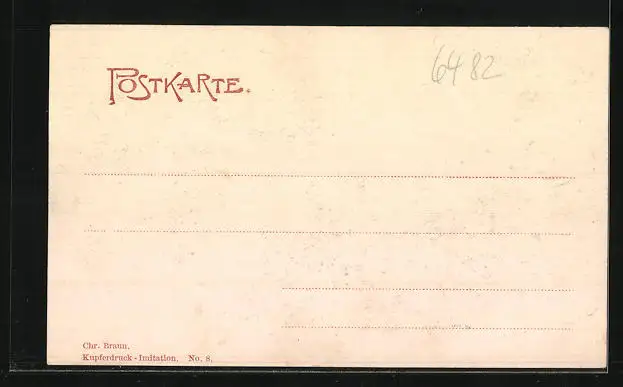 6482
POSTKARTE.
Chr. Braun.
Kupferdruck-Imitation. No. 8.